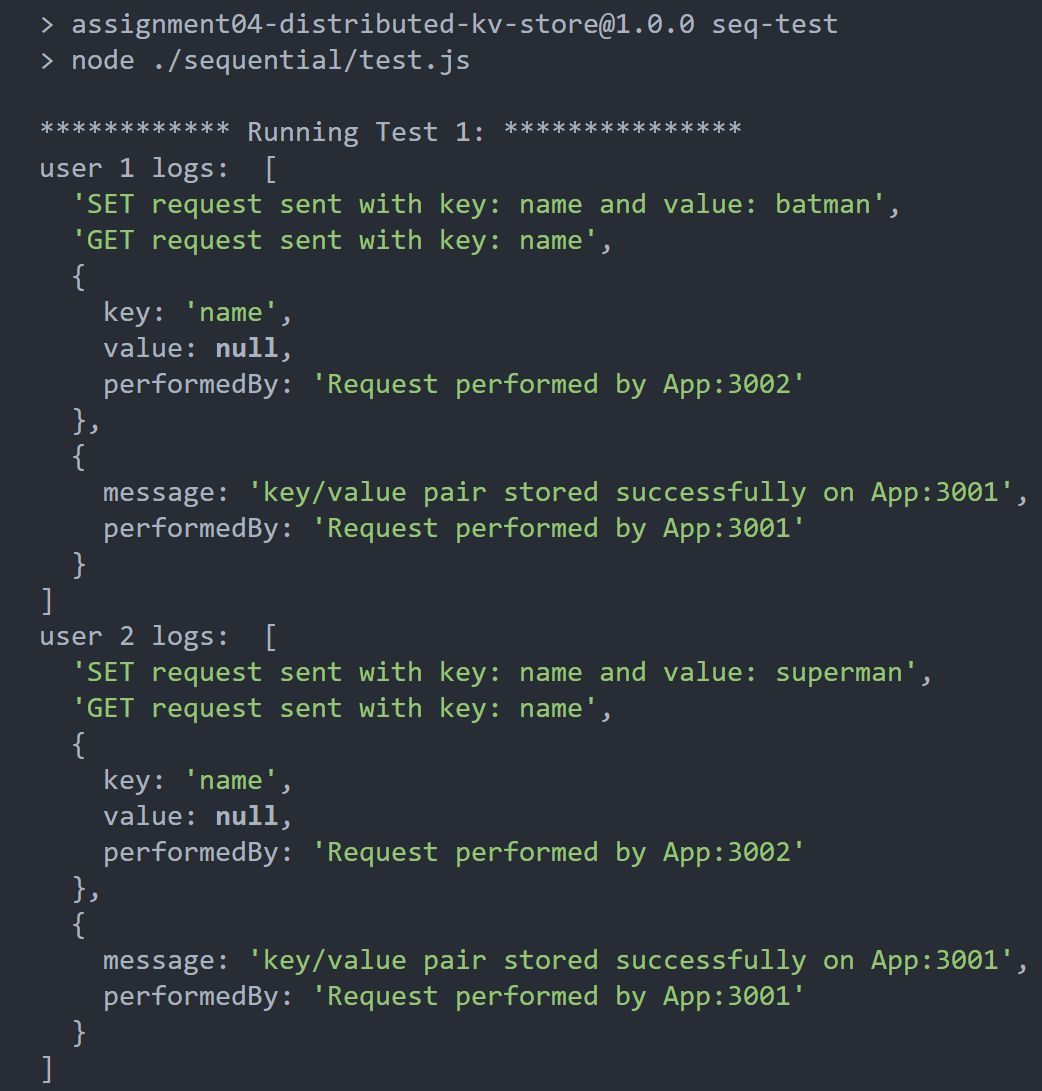 > assignment04-distributed-kv-store@1.0.0 seq-test
> node ./sequential/test.js
************ Running Test 1: ***************
user 1 logs:  [
  'SET request sent with key: name and value: batman',
  'GET request sent with key: name',
  {
    key: 'name',
    value: null,
    performedBy: 'Request performed by App:3002'
  },
  {
    message: 'key/value pair stored successfully on App:3001',
    performedBy: 'Request performed by App:3001'
  }
]
user 2 logs:  [
  'SET request sent with key: name and value: superman',
  'GET request sent with key: name',
  {
    key: 'name',
    value: null,
    performedBy: 'Request performed by App:3002'
  },
  {
    message: 'key/value pair stored successfully on App:3001',
    performedBy: 'Request performed by App:3001'
  }
]